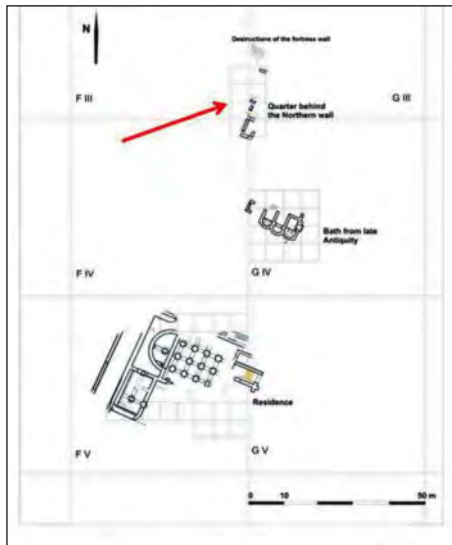 N
Destructions of the fortress wall
F III
G III
Quarter behind
the Northern wall
Bath from late
Antiquity
F IV
G IV
Residence
F V
G V
0 10 50 m